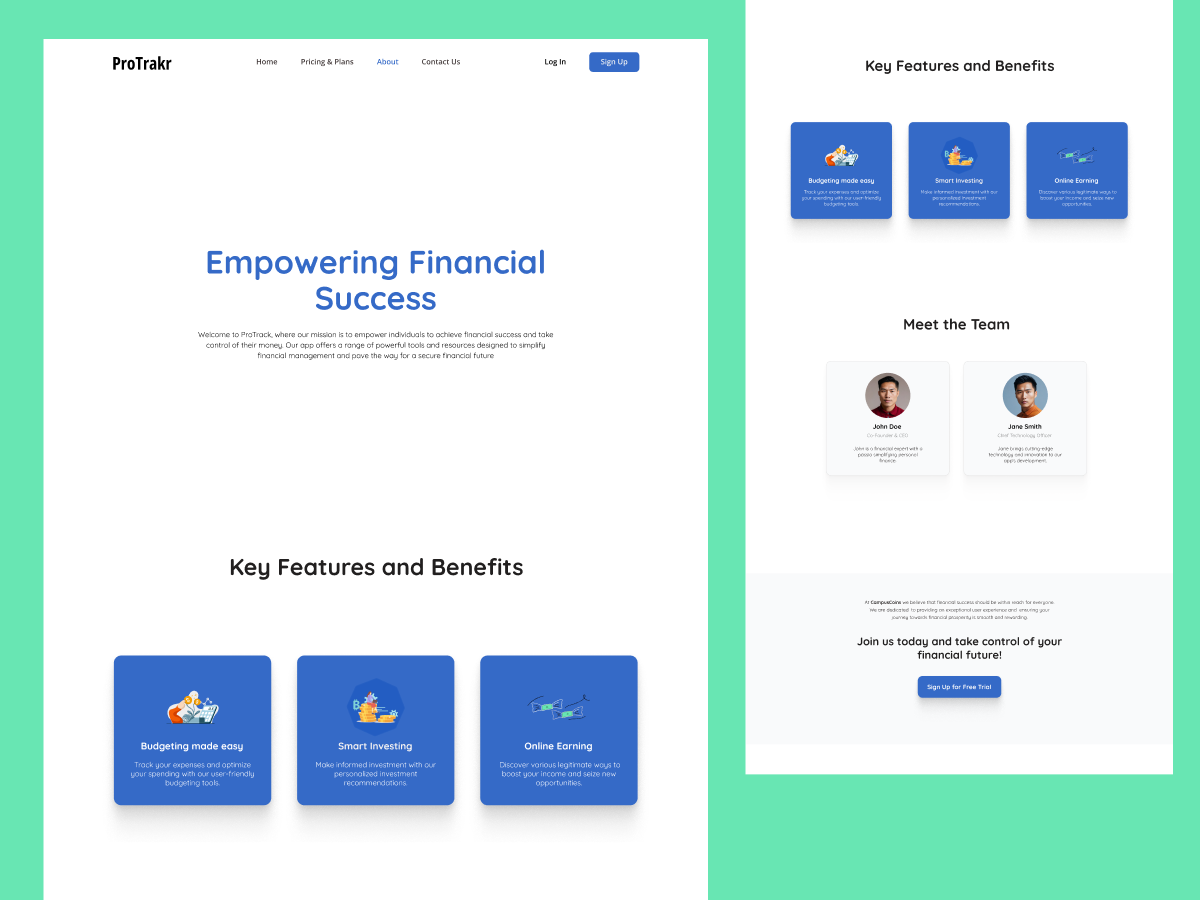 ProTrakr
Home
Pricing & Plans
About
Contact Us
Log In
Sign Up
Empowering Financial
Success
Welcome to ProTrack, where our mission is to empower individuals to achieve financial success and take
control of their money. Our app offers a range of powerful tools and resources designed to simplify
financial management and pave the way for a secure financial future
Key Features and Benefits
Budgeting made easy
Track your expenses and optimize
your spending with our user-friendly
budgeting tools.
Smart Investing
Make informed investment with our
personalized investment
recommendations.
Online Earning
Discover various legitimate ways to
boost your income and seize new
opportunities.
Key Features and Benefits
Budgeting made easy
Track your expenses and optimize
your spending with our user-friendly
budgeting tools.
Smart Investing
Make informed investment with our
personalized investment
recommendations.
Online Earning
Discover various legitimate ways to
boost your income and seize new
opportunities.
Meet the Team
John Doe
Co-Founder & CEO
John is a financial expert with a
passio simplifying personal
finance.
Jane Smith
Chief Technology Officer
Jane brings cutting-edge
technology and innovation to our
app's development.
At CampusCoins we believe that financial success should be within reach for everyone.
We are dedicated to providing an exceptional user experience and ensuring your
journey towards financial prosperity is smooth and rewarding.
Join us today and take control of your
financial future!
Sign Up for Free Trial